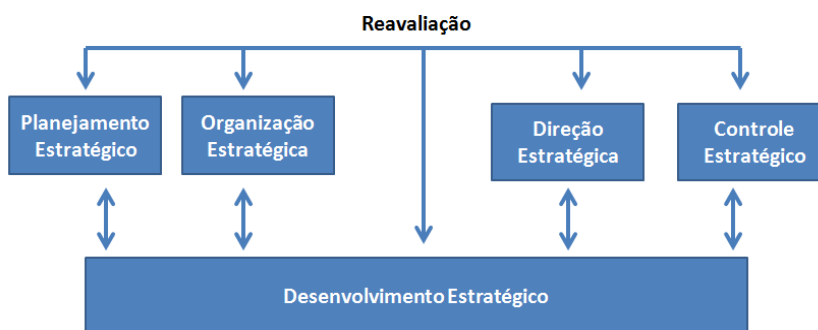 Reavaliação
Planejamento
Estratégico
Organização
Estratégica
Direção
Estratégica
Controle
Estratégico
Desenvolvimento Estratégico